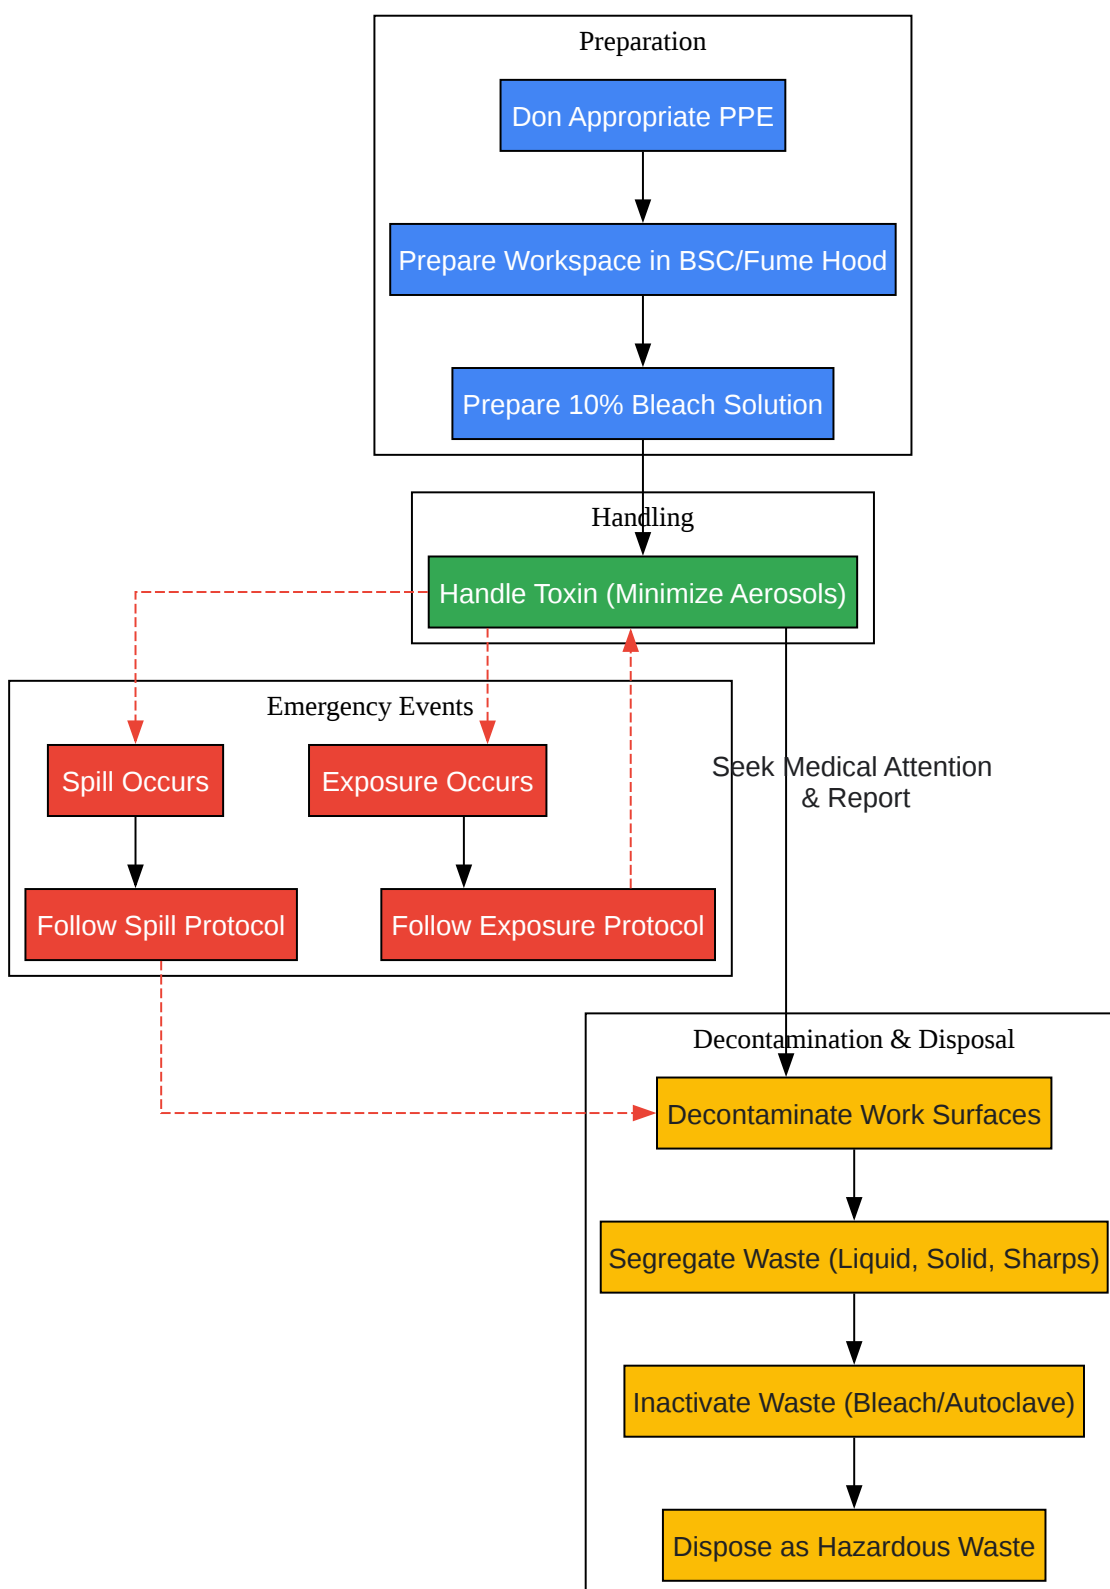 Preparation
Don Appropriate PPE
Prepare Workspace in BSC/Fume Hood
Prepare 10% Bleach Solution
Handling
Handle Toxin (Minimize Aerosols)
Emergency Events
Spill Occurs
Exposure Occurs
Seek Medical Attention
& Report
Follow Spill Protocol
Follow Exposure Protocol
Decontamination & Disposal
Decontaminate Work Surfaces
Segregate Waste (Liquid, Solid, Sharps)
Inactivate Waste (Bleach/Autoclave)
Dispose as Hazardous Waste